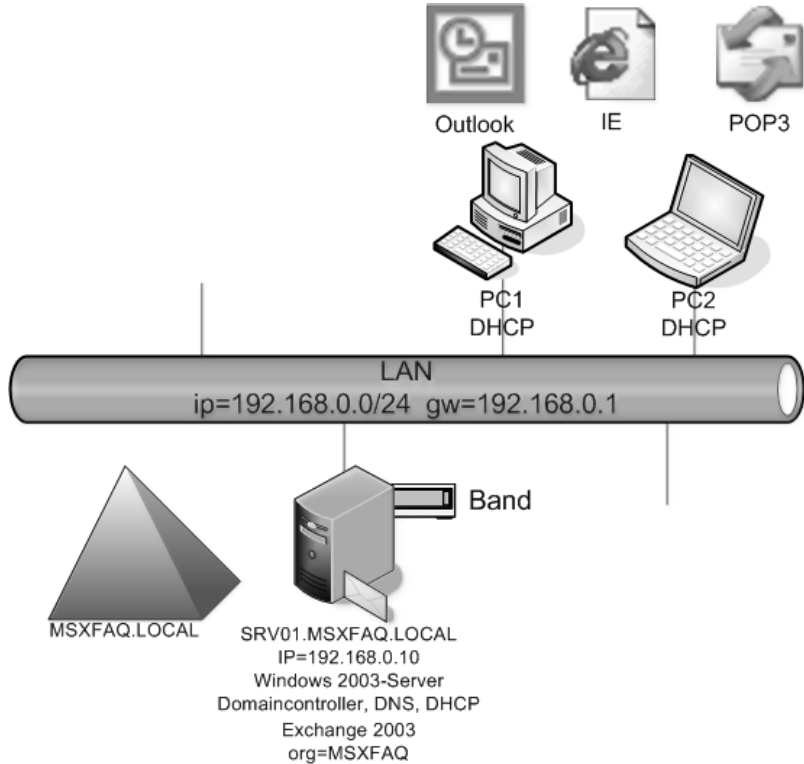 Outlook
IE
POP3
PC1
DHCP
PC2
DHCP
LAN
ip=192.168.0.0/24 gw=192.168.0.1
Band
MSXFAQ.LOCAL
SRV01.MSXFAQ.LOCAL
IP=192.168.0.10
Windows 2003-Server
Domaincontroller, DNS, DHCP
Exchange 2003
org=MSXFAQ